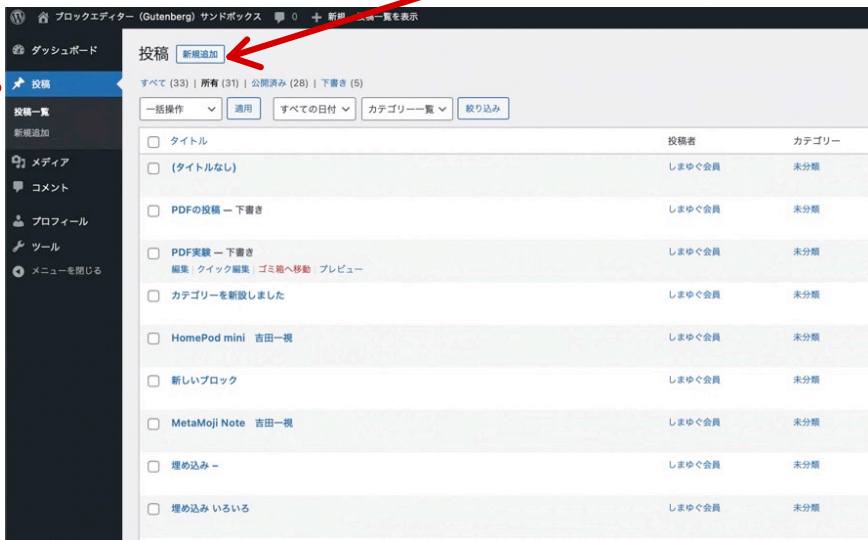 ブロックエディター (Gutenberg) サンドボックス 0 + 新規 投稿一覧を表示
ダッシュボード
投稿
投稿一覧
新規追加
メディア
コメント
プロフィール
ツール
メニューを閉じる
投稿 新規追加
すべて (33) | 所有 (31) | 公開済み (28) | 下書き (5)
一括操作 適用 すべての日付 カテゴリー一覧 絞り込み
タイトル 投稿者 カテゴリー
(タイトルなし) しまゆぐ会員 未分類
PDFの投稿 — 下書き しまゆぐ会員 未分類
PDF実験 — 下書き しまゆぐ会員 未分類
編集 | クイック編集 | ゴミ箱へ移動 | プレビュー
カテゴリーを新設しました しまゆぐ会員 未分類
HomePod mini 吉田一視 しまゆぐ会員 未分類
新しいブロック しまゆぐ会員 未分類
MetaMoji Note 吉田一視 しまゆぐ会員 未分類
埋め込み – しまゆぐ会員 未分類
埋め込み いろいろ しまゆぐ会員 未分類